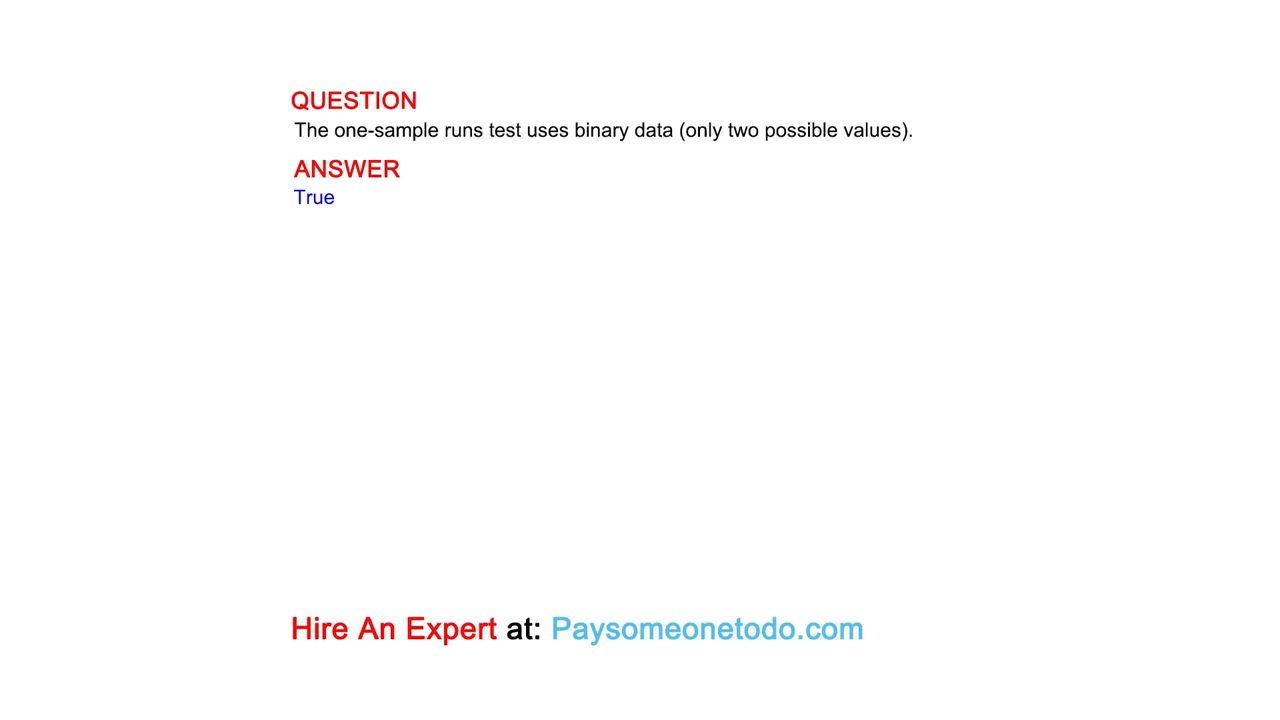 QUESTION
The one-sample runs test uses binary data (only two possible values).
ANSWER
True
Hire An Expert at: Paysomeonetodo.com